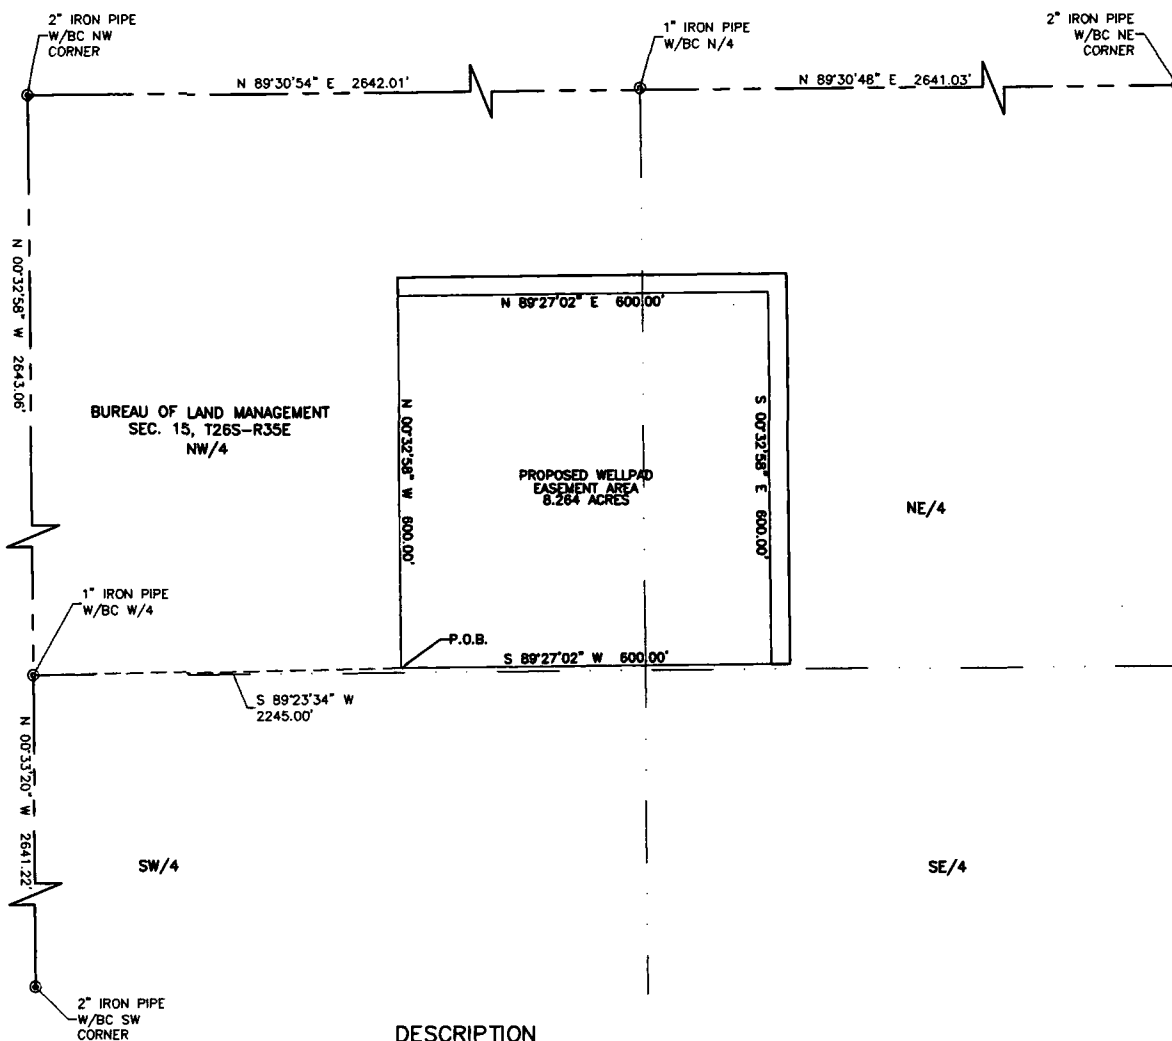 2" IRON PIPE
W/BC NW
CORNER
1" IRON PIPE
W/BC N/4
2" IRON PIPE
W/BC NE
CORNER
N 89°30'54" E 2642.01'
N 89°30'48" E 2641.03'
N 00°32'58" W 2643.06'
N 89°27'02" E 600.00'
BUREAU OF LAND MANAGEMENT
SEC. 15, T26S-R35E
NW/4
N 00°32'58" W 600.00'
PROPOSED WELLPAD
EASEMENT AREA
8.264 ACRES
S 00°32'58" E 600.00'
NE/4
1" IRON PIPE
W/BC W/4
P.O.B.
S 89°27'02" W 600.00'
S 89°23'34" W
2245.00'
N 00°33'20" W 2641.22'
SW/4
SE/4
2" IRON PIPE
W/BC SW
CORNER
DESCRIPTION